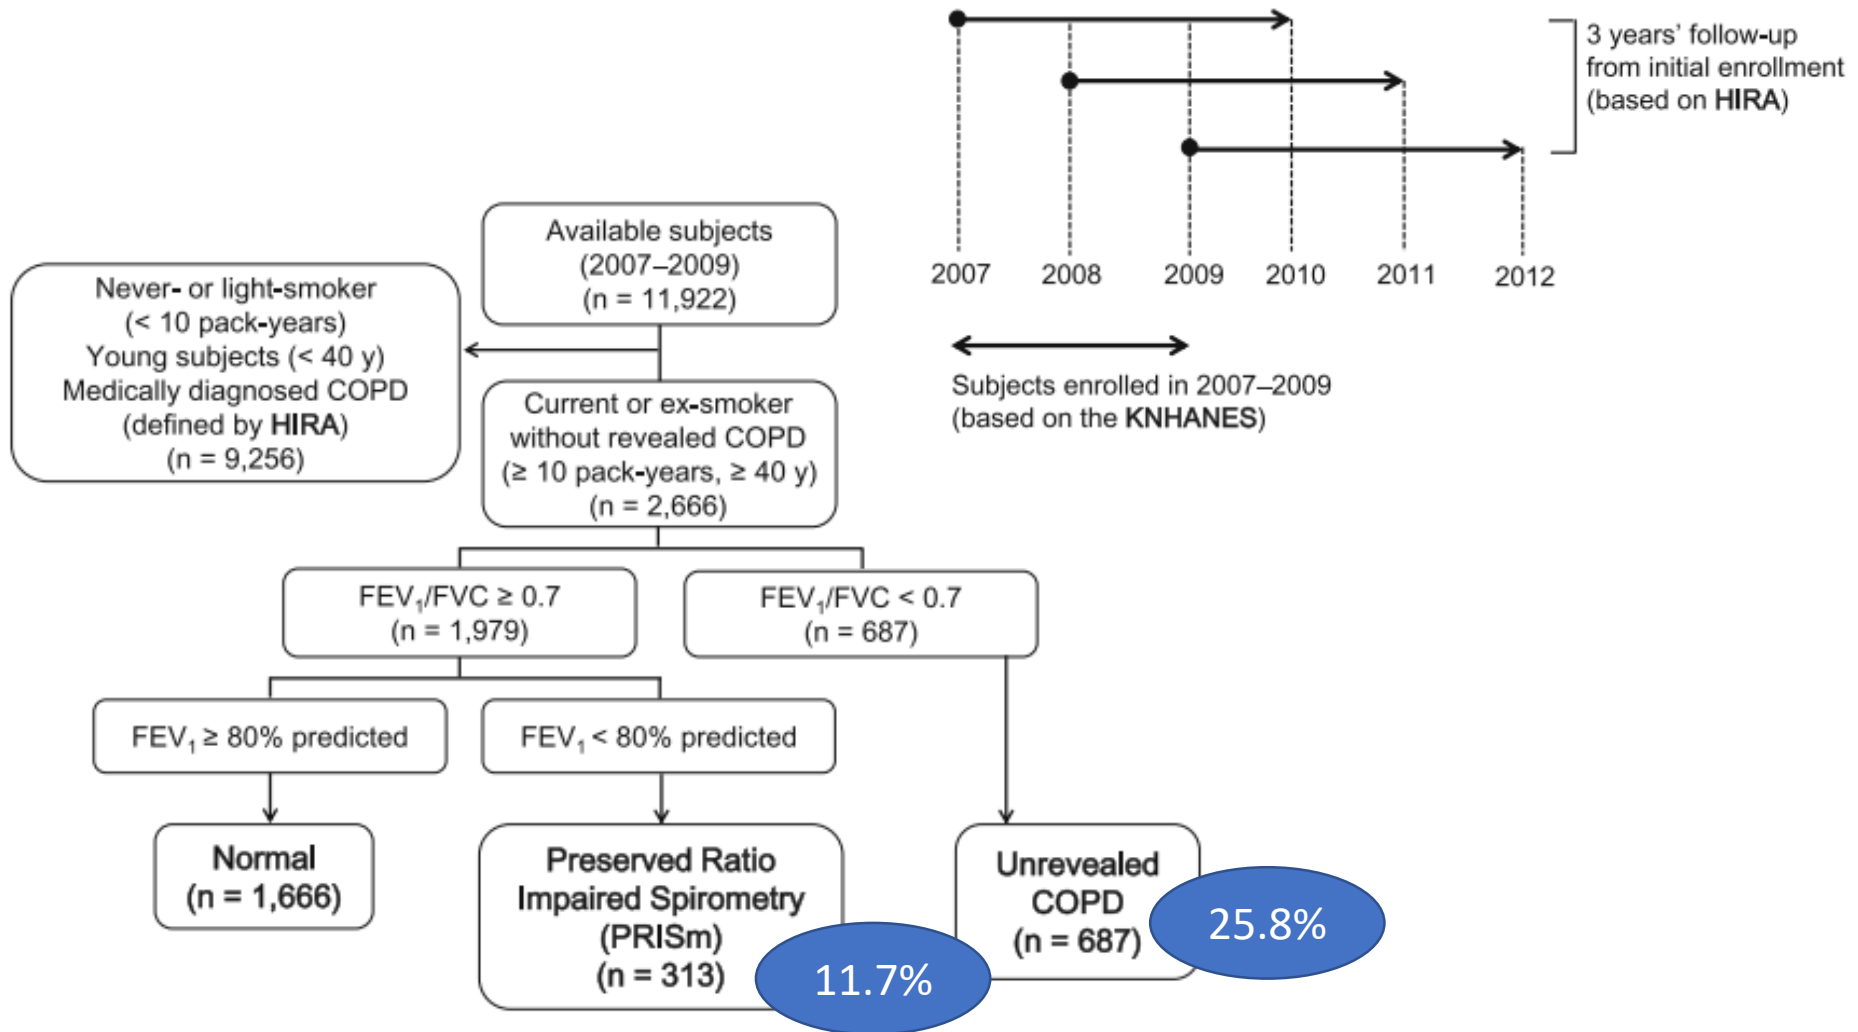 3 years' follow-up
from initial enrollment
(based on HIRA)
2007
2008
2009
2010
2011
2012
Subjects enrolled in 2007–2009
(based on the KNHANES)
Available subjects
(2007–2009)
(n = 11,922)
Never- or light-smoker
(< 10 pack-years)
Young subjects (< 40 y)
Medically diagnosed COPD
(defined by HIRA)
(n = 9,256)
Current or ex-smoker
without revealed COPD
(≥ 10 pack-years, ≥ 40 y)
(n = 2,666)
FEV₁/FVC ≥ 0.7
(n = 1,979)
FEV₁/FVC < 0.7
(n = 687)
FEV₁ ≥ 80% predicted
FEV₁ < 80% predicted
Normal
(n = 1,666)
Preserved Ratio
Impaired Spirometry
(PRISm)
(n = 313)
11.7%
Unrevealed
COPD
(n = 687)
25.8%